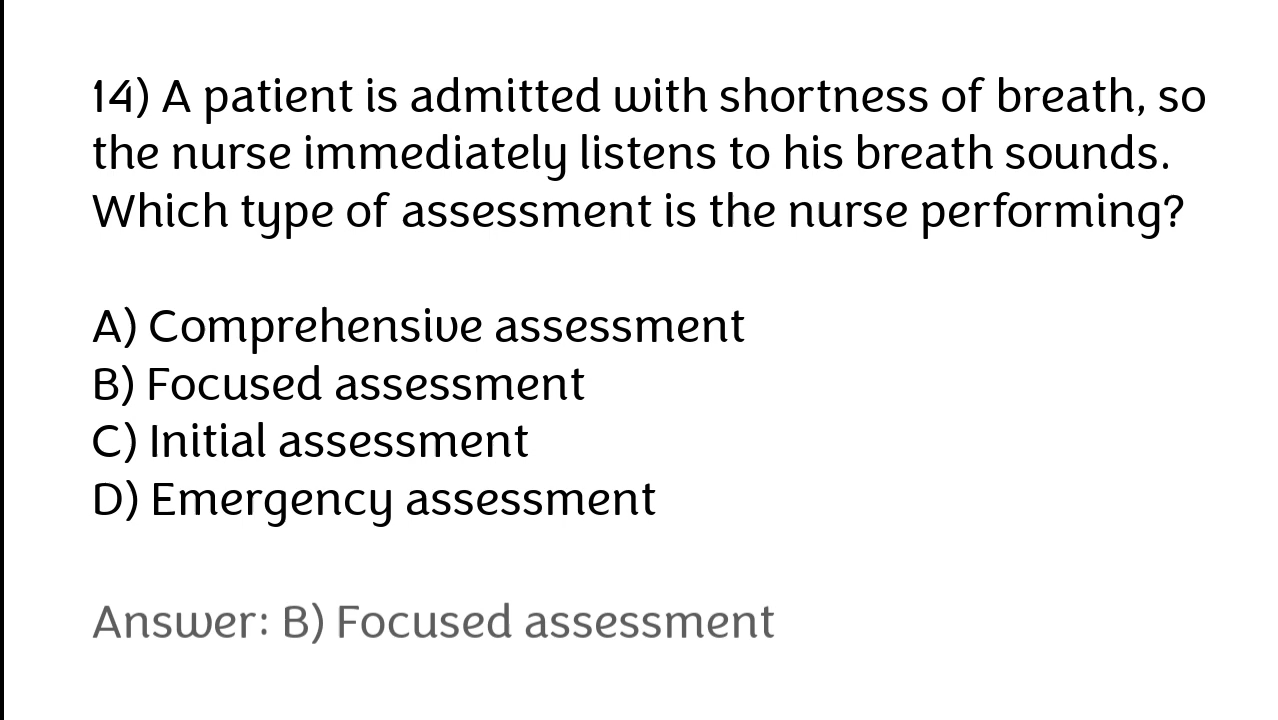 14) A patient is admitted with shortness of breath, so
the nurse immediately listens to his breath sounds.
Which type of assessment is the nurse performing?
A) Comprehensive assessment
B) Focused assessment
C) Initial assessment
D) Emergency assessment
Answer: B) Focused assessment